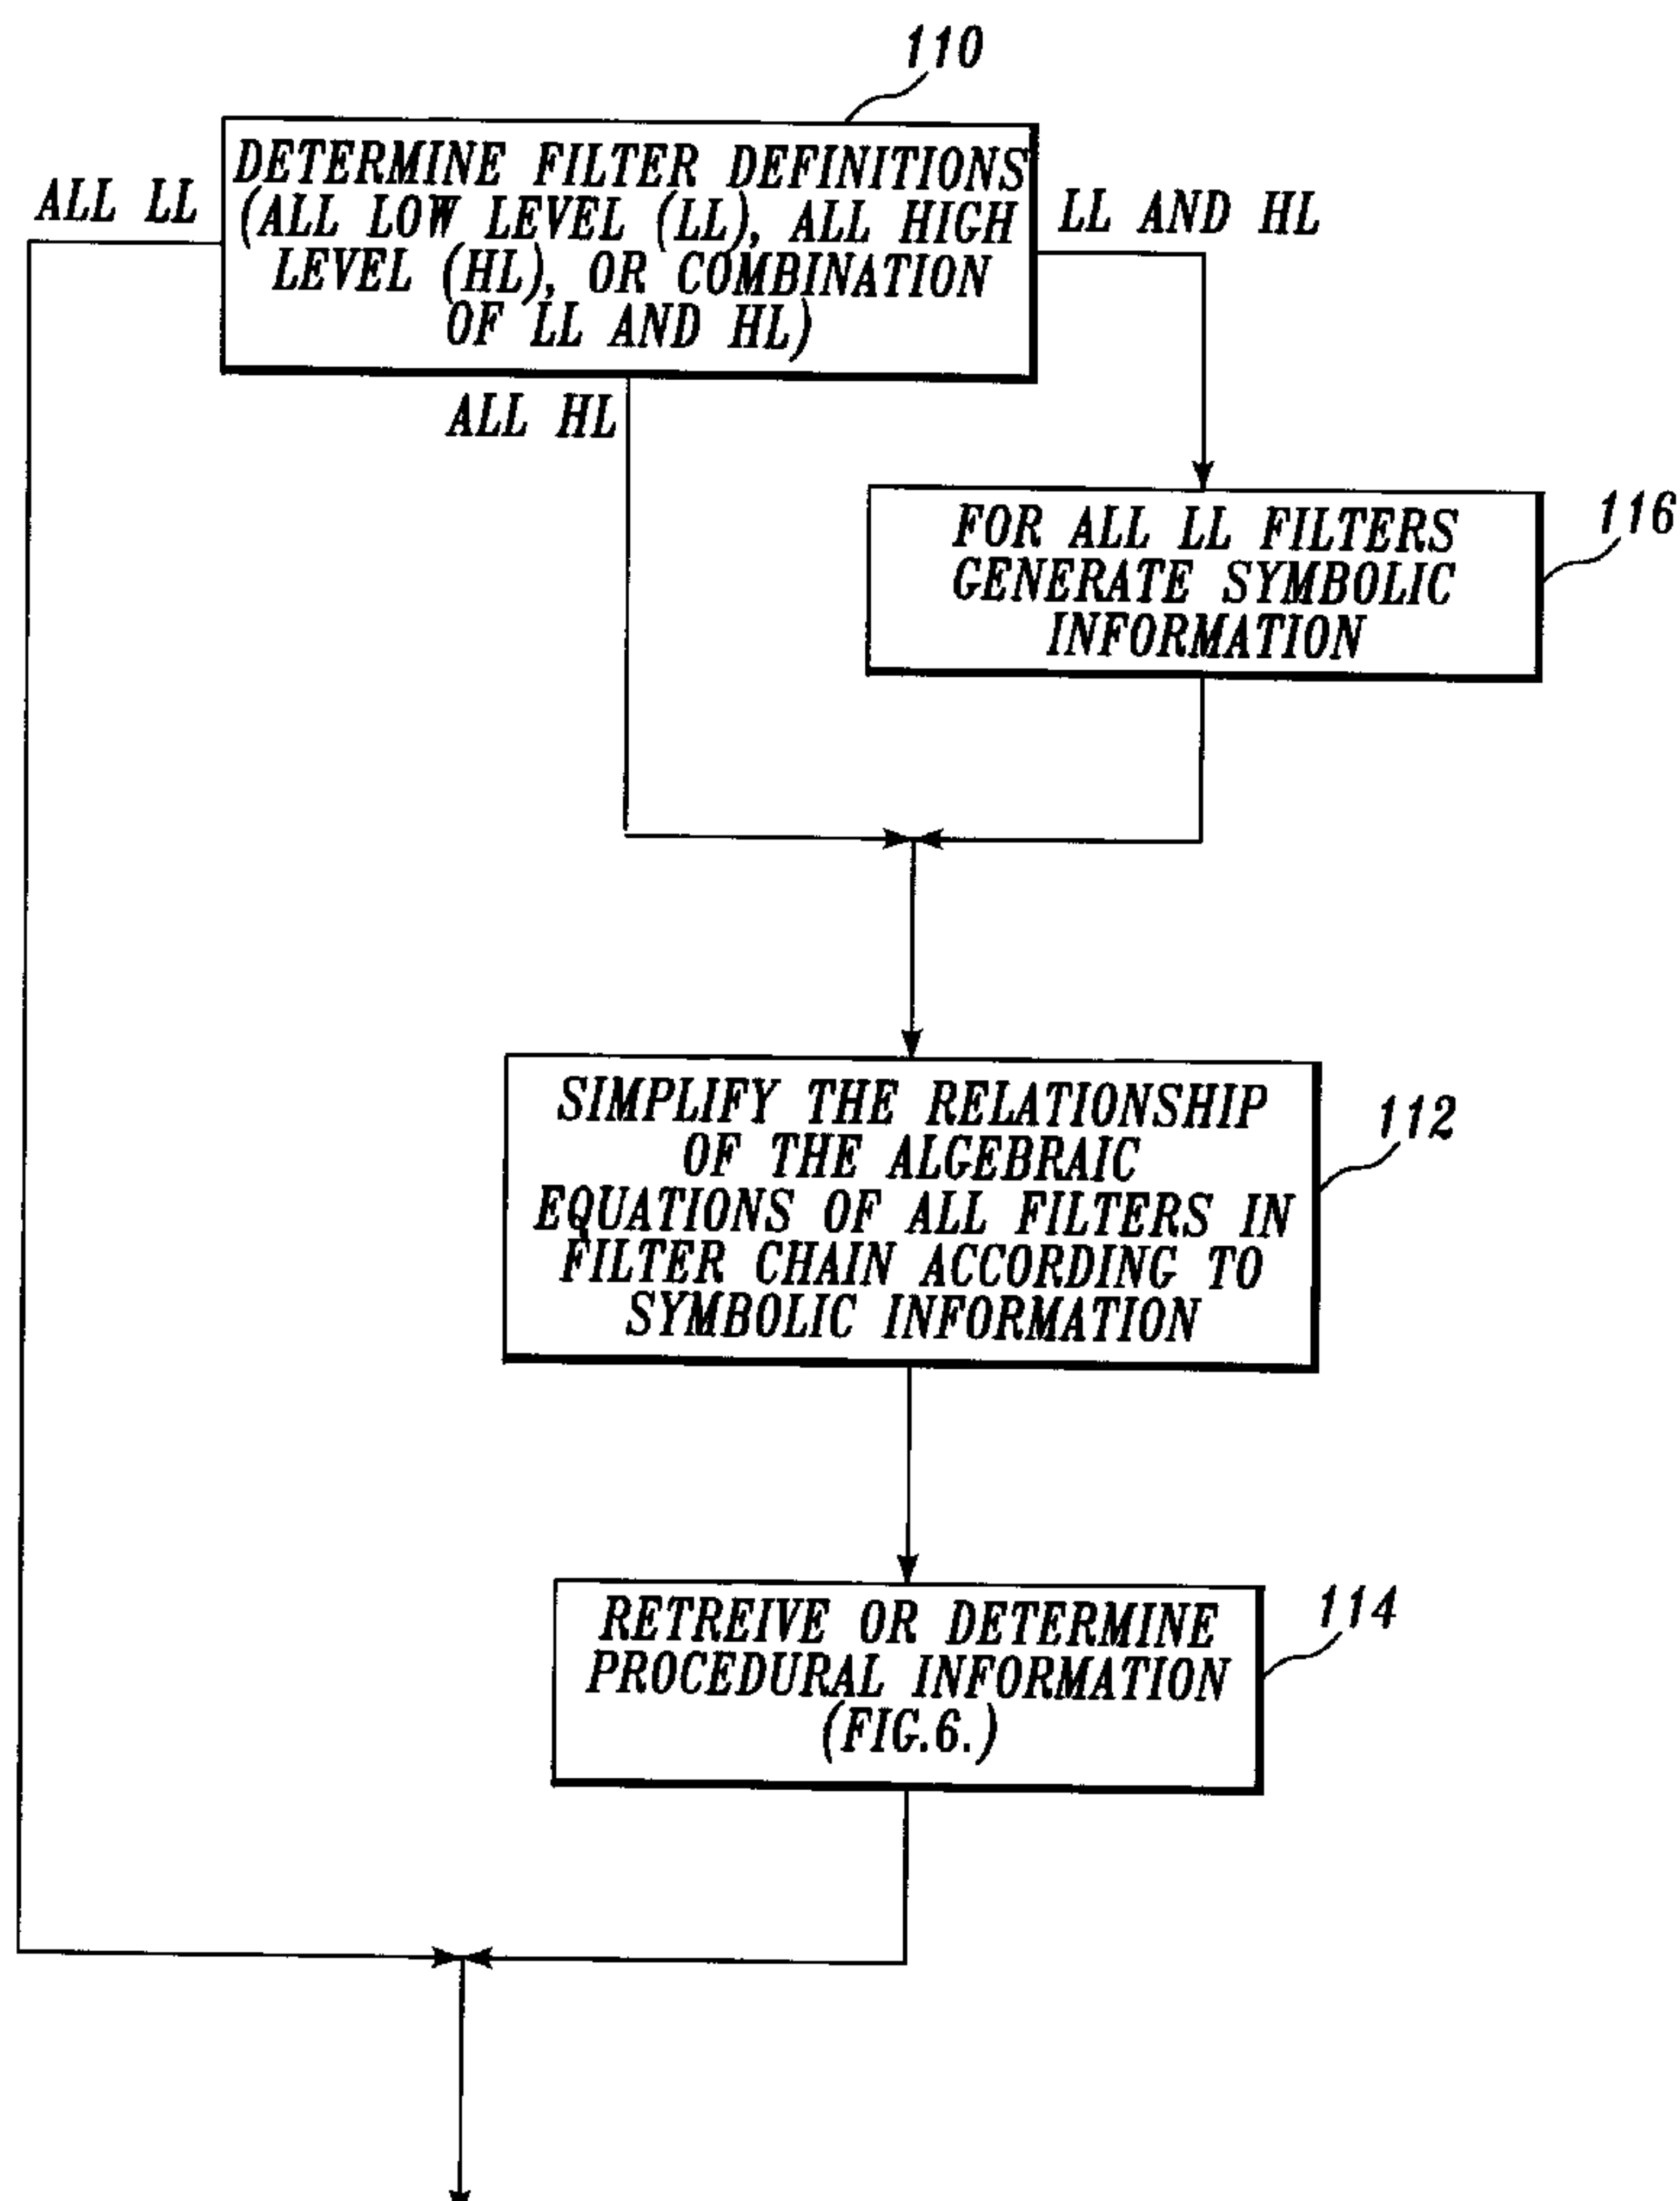 110
DETERMINE FILTER DEFINITIONS
(ALL LOW LEVEL (LL), ALL HIGH
LEVEL (HL), OR COMBINATION
OF LL AND HL)
ALL LL
LL AND HL
ALL HL
116
FOR ALL LL FILTERS
GENERATE SYMBOLIC
INFORMATION
112
SIMPLIFY THE RELATIONSHIP
OF THE ALGEBRAIC
EQUATIONS OF ALL FILTERS IN
FILTER CHAIN ACCORDING TO
SYMBOLIC INFORMATION
114
RETREIVE OR DETERMINE
PROCEDURAL INFORMATION
(FIG.6.)